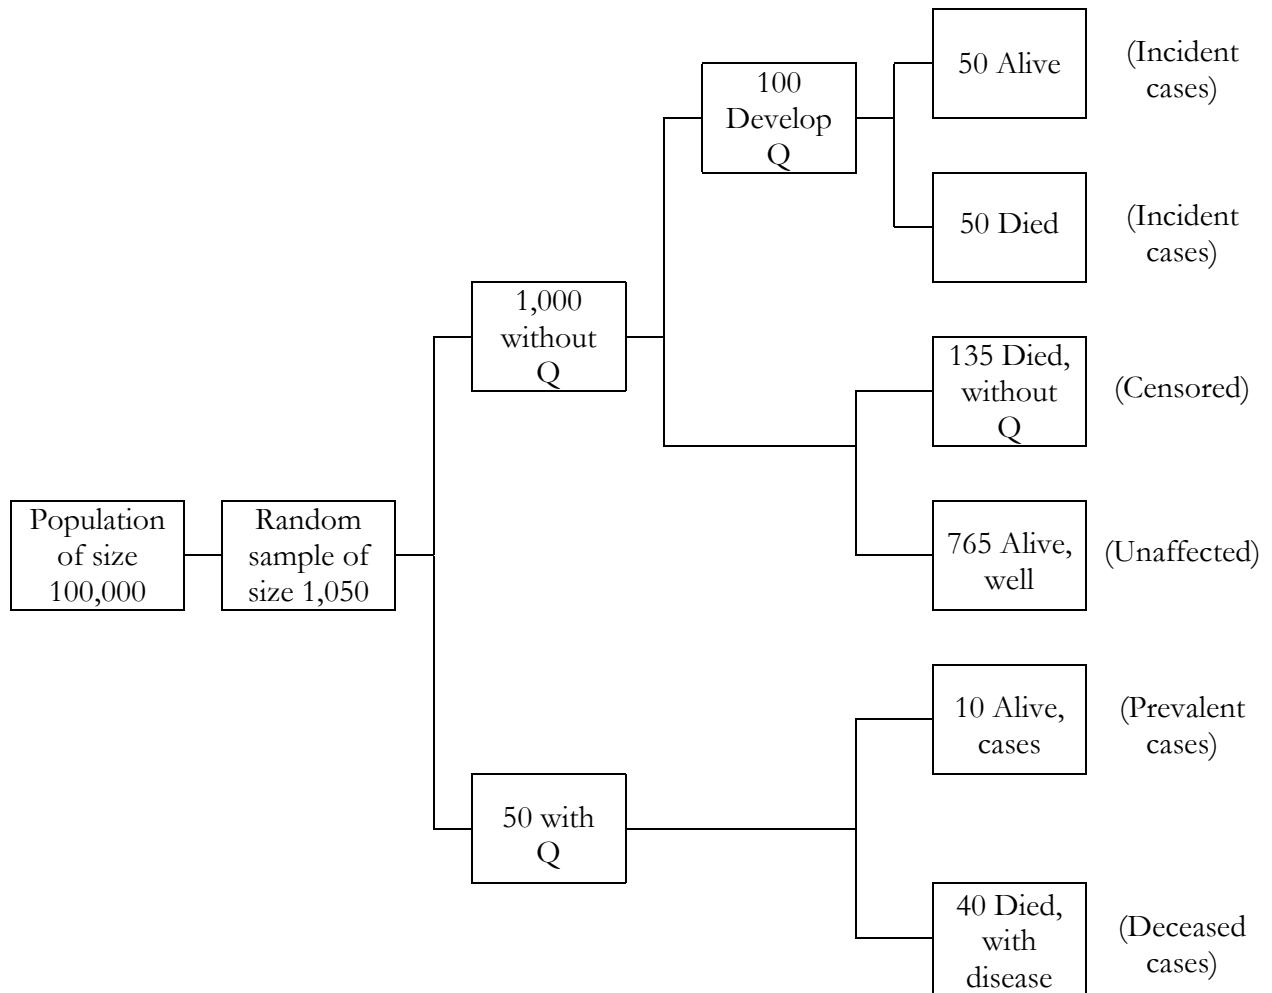 50 Alive
(Incident
cases)
100
Develop
Q
50 Died
(Incident
cases)
1,000
without
Q
135 Died,
without
Q
(Censored)
Population
of size
100,000
Random
sample of
size 1,050
765 Alive,
well
(Unaffected)
10 Alive,
cases
(Prevalent
cases)
50 with
Q
40 Died,
with
disease
(Deceased
cases)